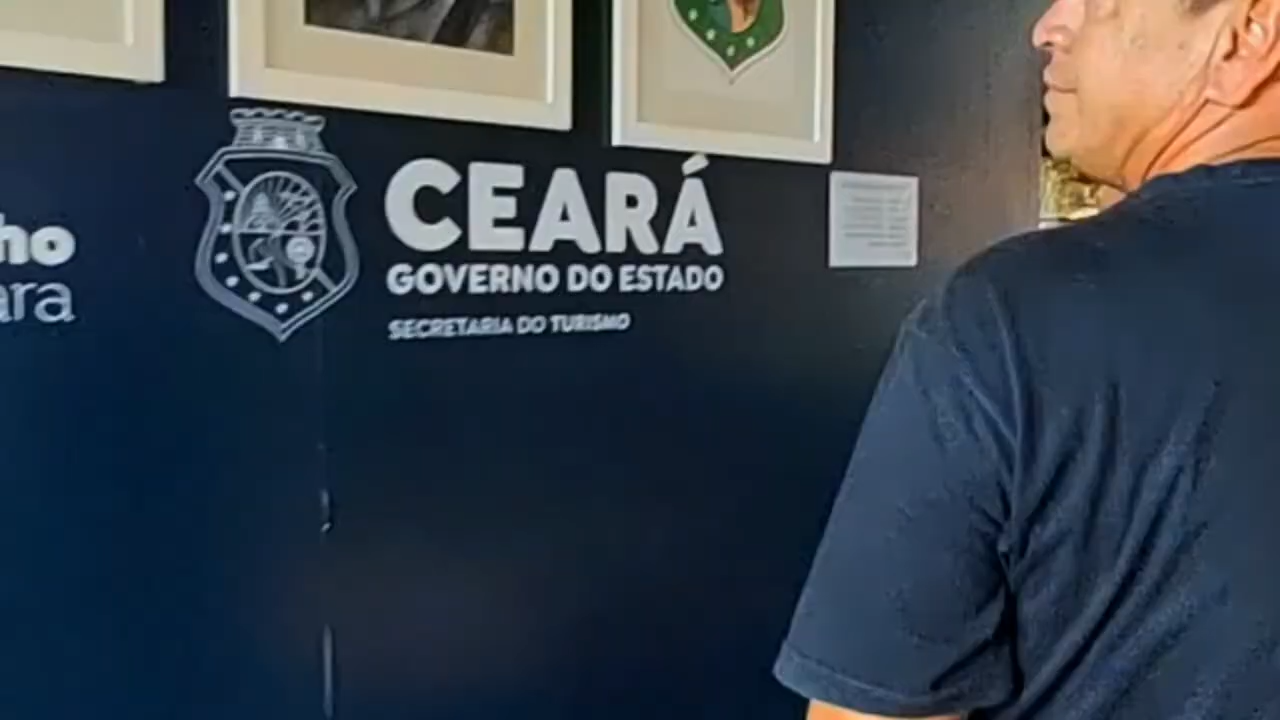 ho
ara
CEARÁ
GOVERNO DO ESTADO
SECRETARIA DO TURISMO